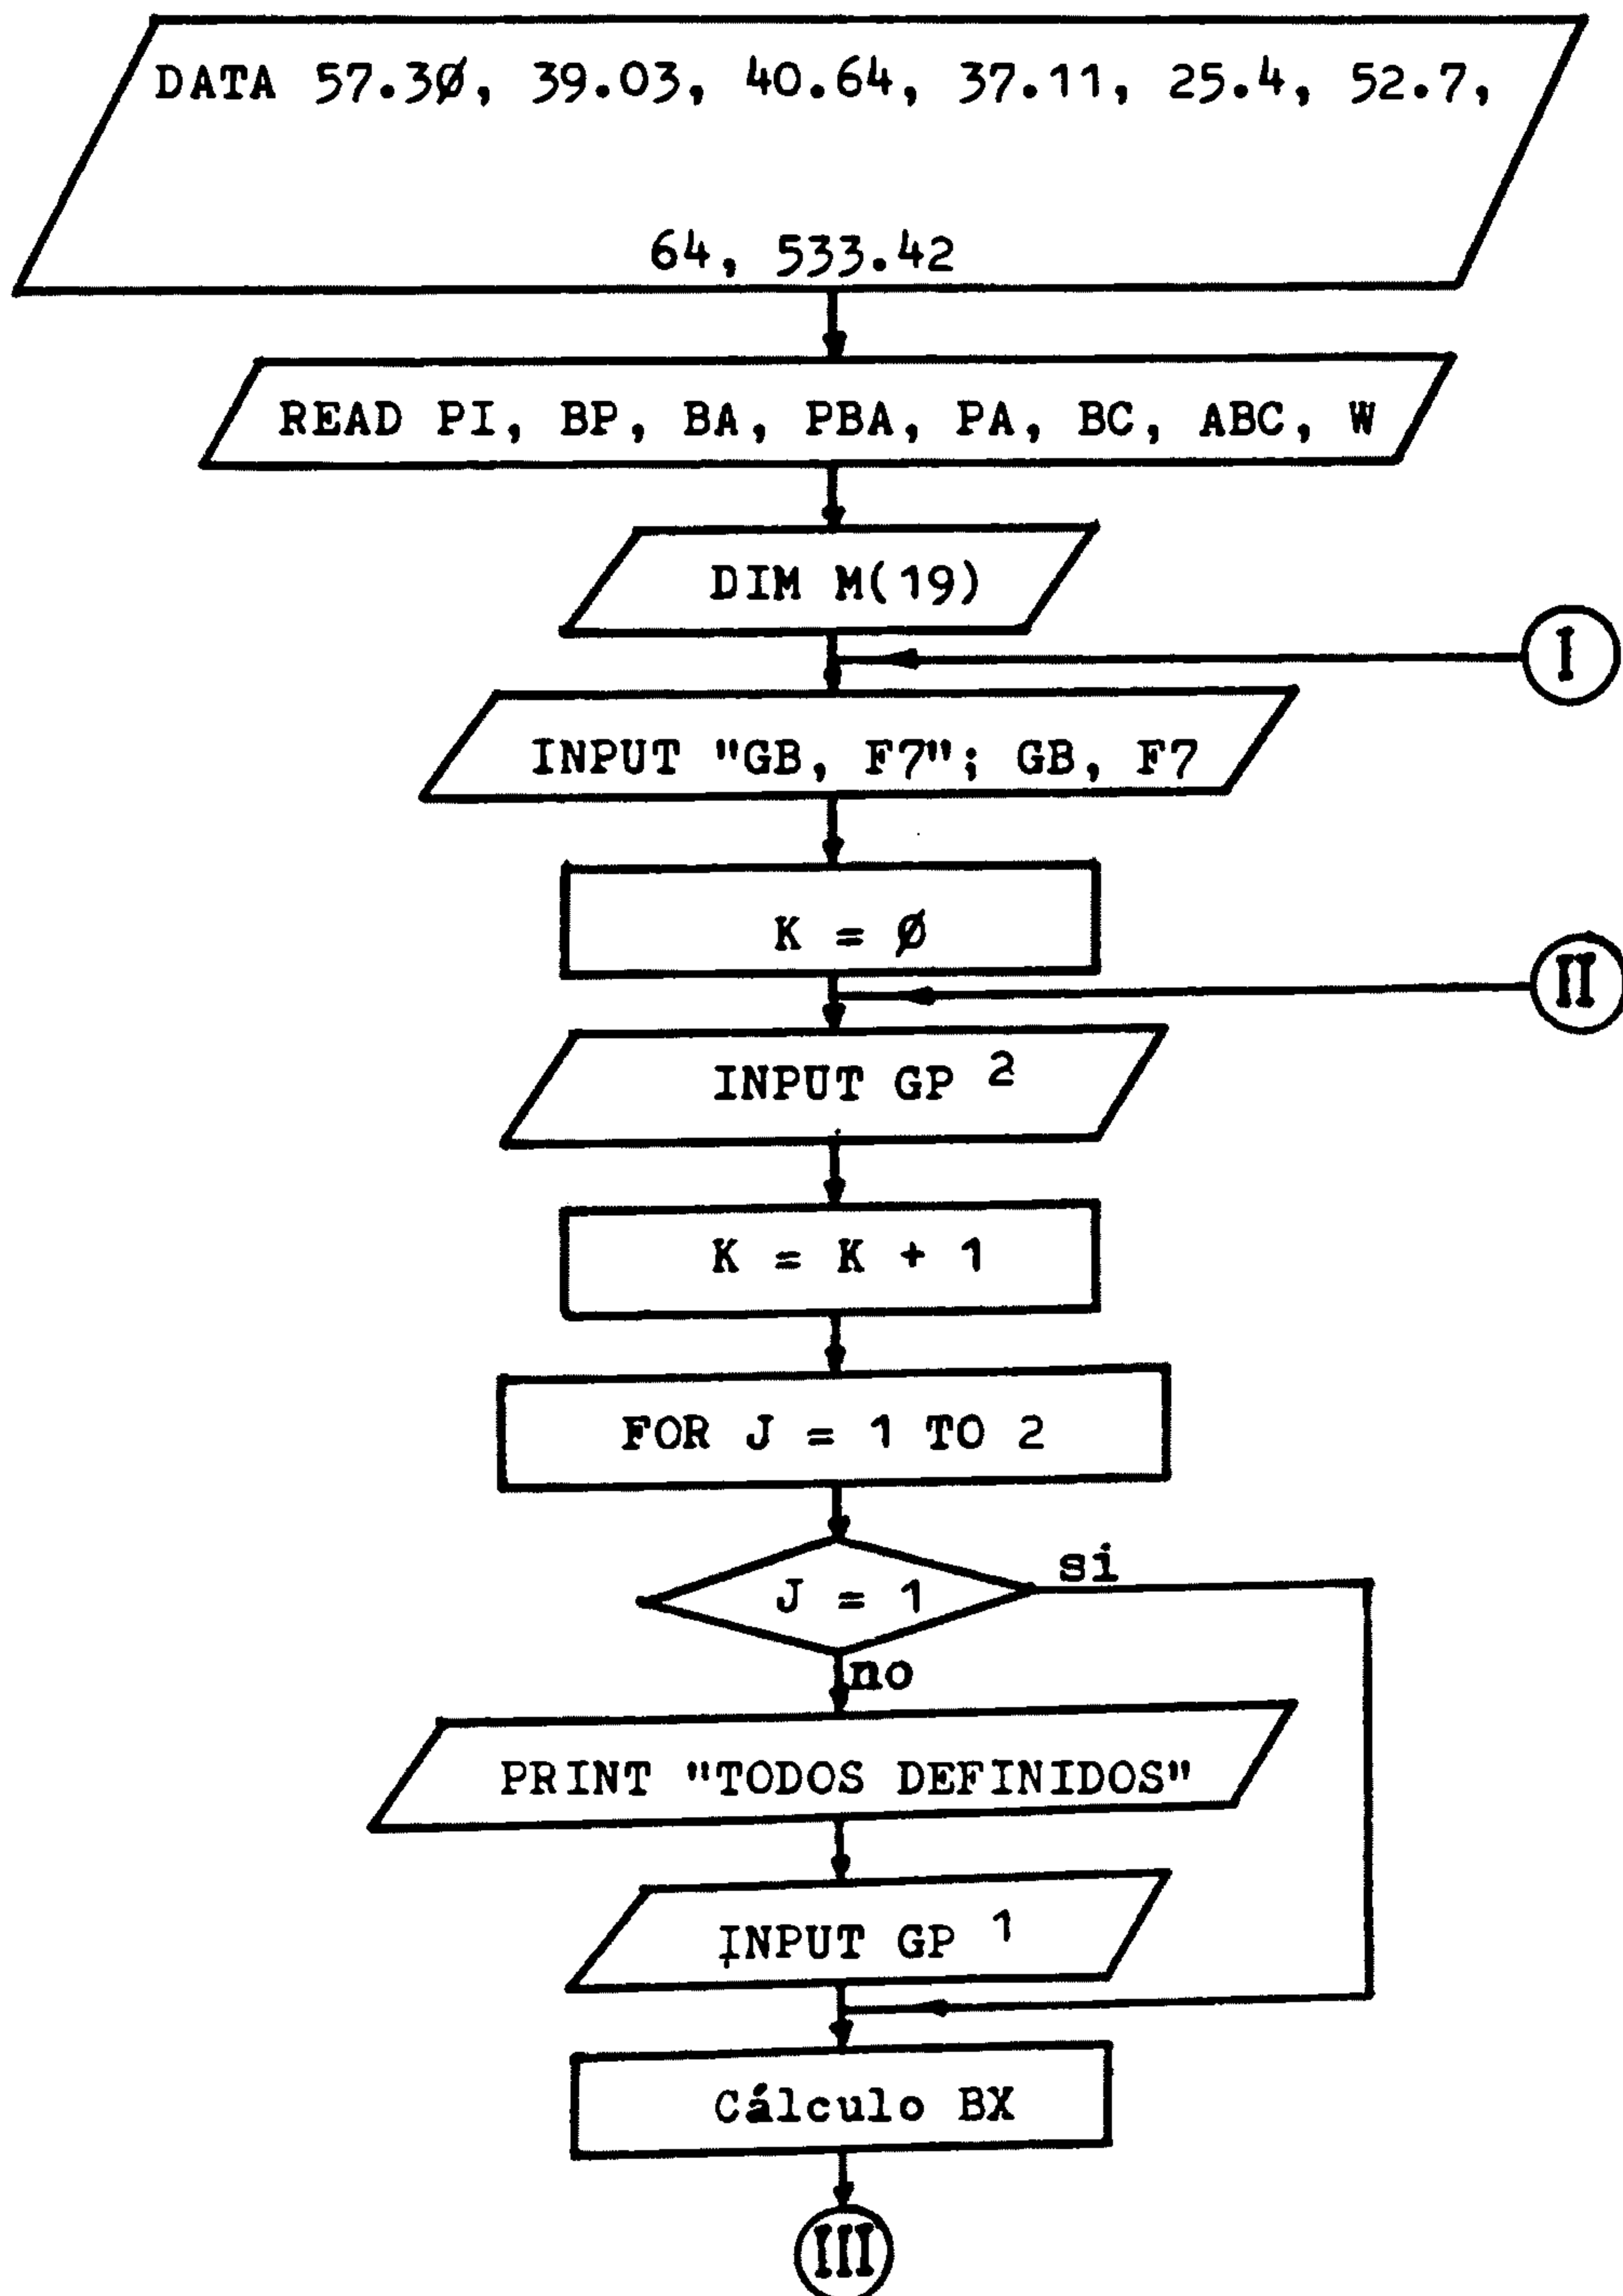 DATA 57.3Ø, 39.03, 40.64, 37.11, 25.4, 52.7,
64, 533.42
READ PI, BP, BA, PBA, PA, BC, ABC, W
DIM M(19)
I
INPUT "GB, F7"; GB, F7
K = Ø
II
INPUT GP 2
K = K + 1
FOR J = 1 TO 2
si
J = 1
no
PRINT "TODOS DEFINIDOS"
INPUT GP 1
Cálculo BX
III